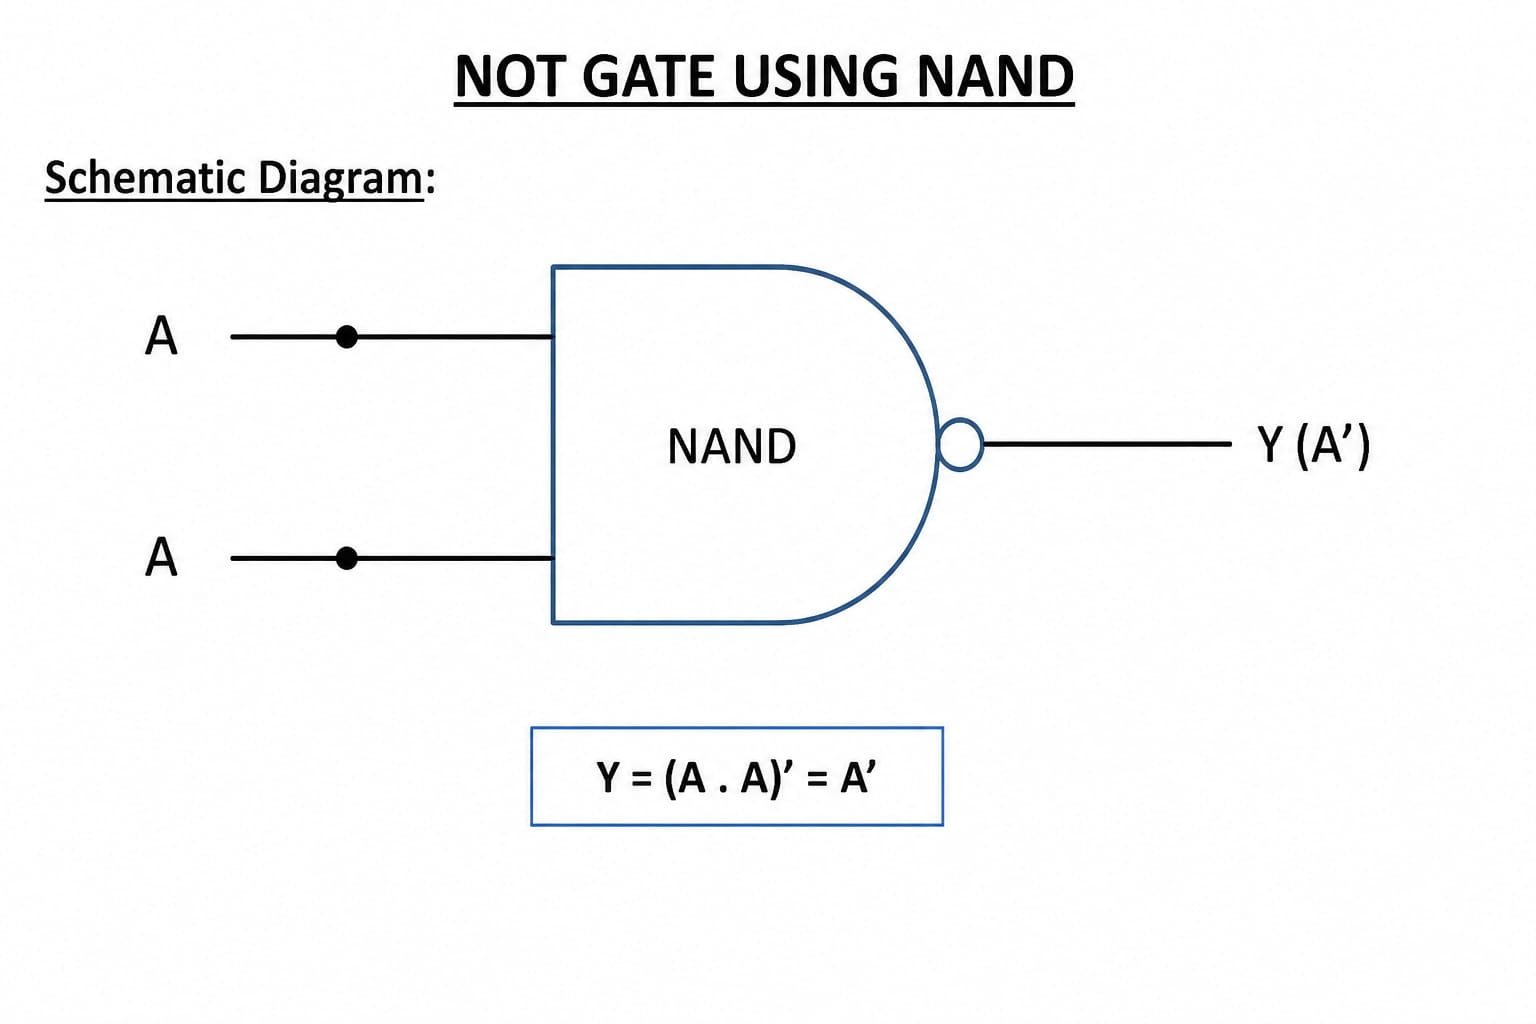 NOT GATE USING NAND
Schematic Diagram:
A
NAND
Y (A’)
A
Y = (A . A)’ = A’